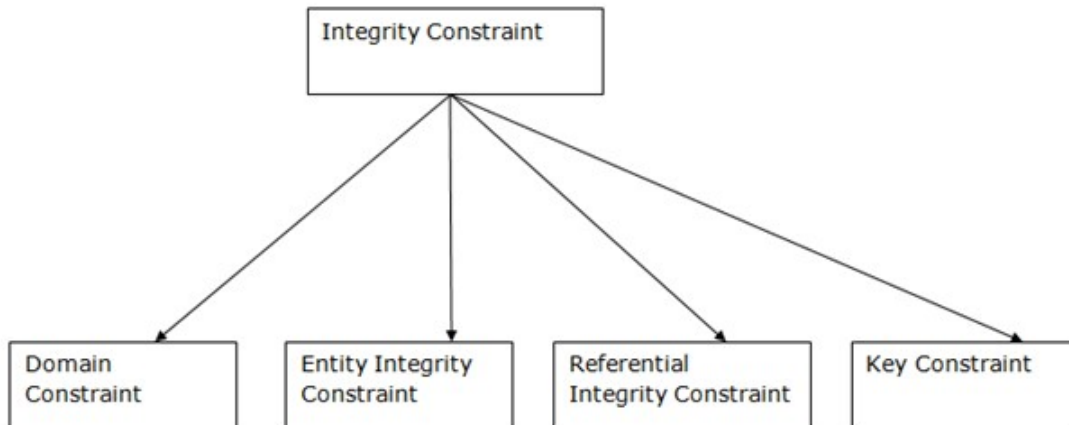 Integrity Constraint
Domain
Constraint
Entity Integrity
Constraint
Referential
Integrity Constraint
Key Constraint